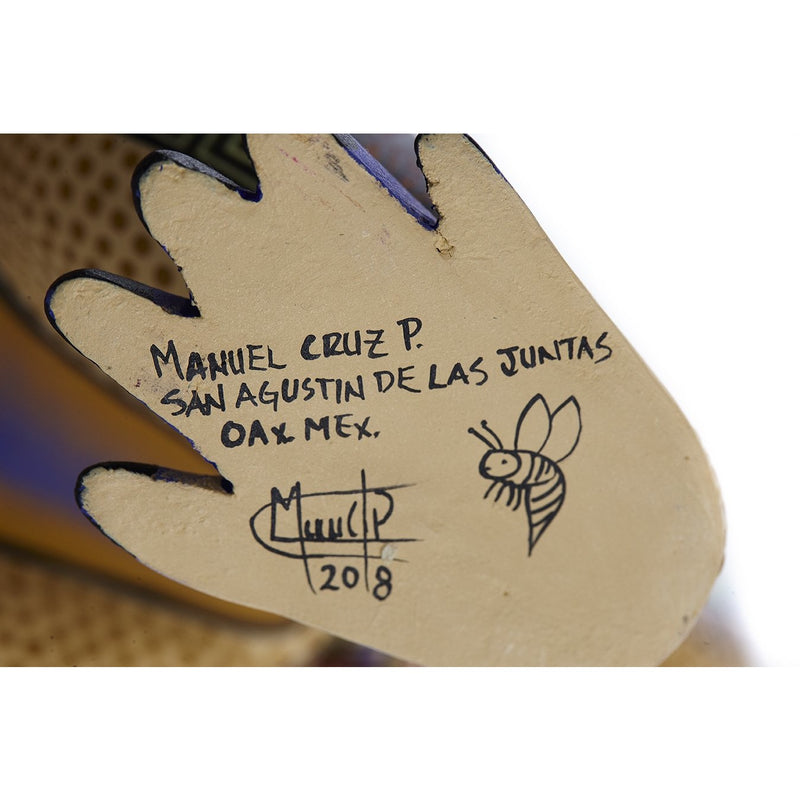 MANUEL CRUZ P.
SAN AGUSTIN DE LAS JUNTAS
OAX MEX.
2018